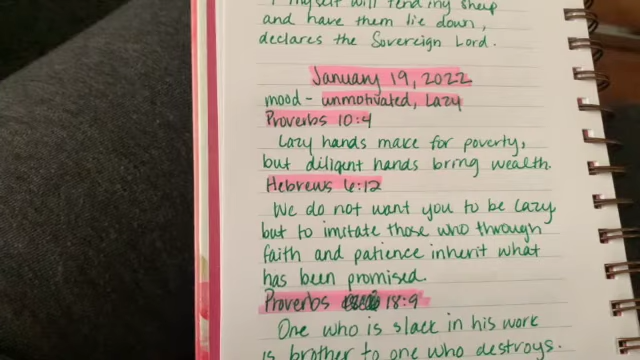 I myself will tend my sheep
and have them lie down,
declares the Sovereign Lord.
January 19, 2022
mood - unmotivated, Lazy
Proverbs 10:4
Lazy hands make for poverty,
but diligent hands bring wealth.
Hebrews 6:12
We do not want you to be lazy
but to imitate those who through
faith and patience inherit what
has been promised.
Proverbs 18:9
One who is slack in his work
is brother to one who destroys.